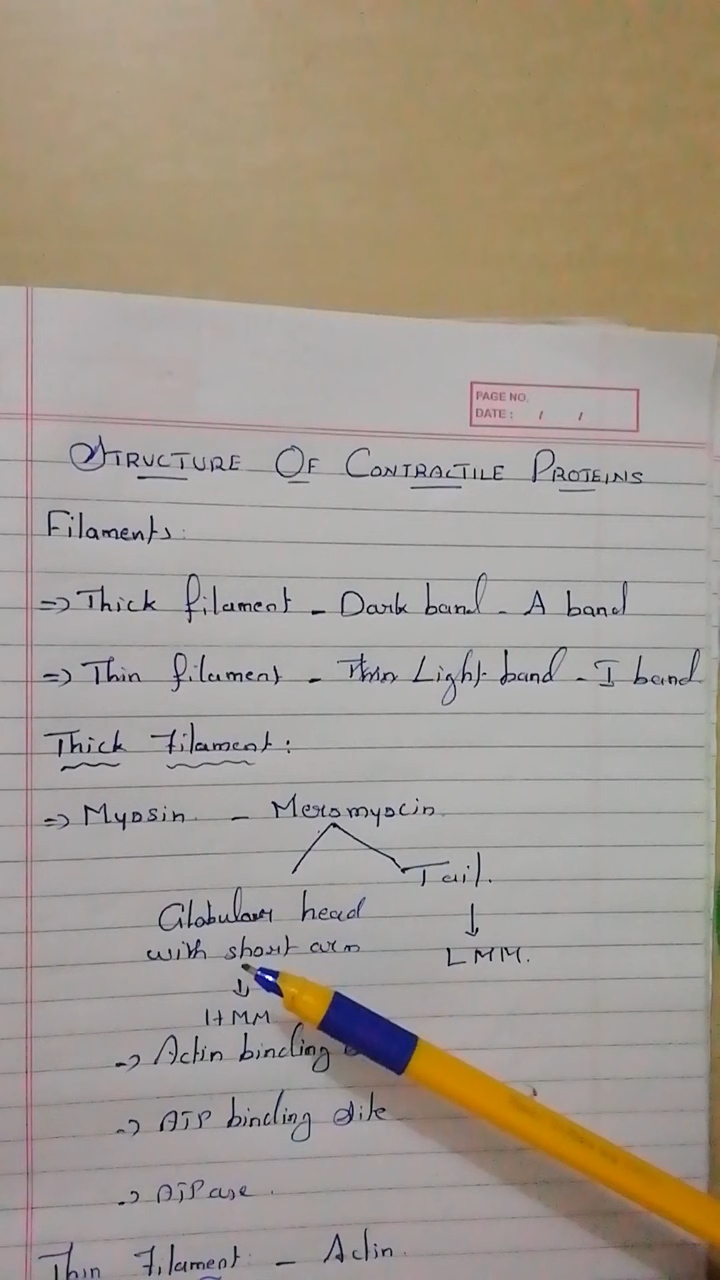 PAGE NO.
DATE : / /
STRUCTURE OF CONTRACTILE PROTEINS
Filaments:
=> Thick filament - Dark band - A band
=> Thin filament - Light band - I band
Thick Filament:
=> Myosin - Meromyocin
Tail.
Globular head
with short arm
LMM.
↓
HMM
-> Actin binding
-> ATP binding site
-> ATPase.
Thin Filament - Actin.